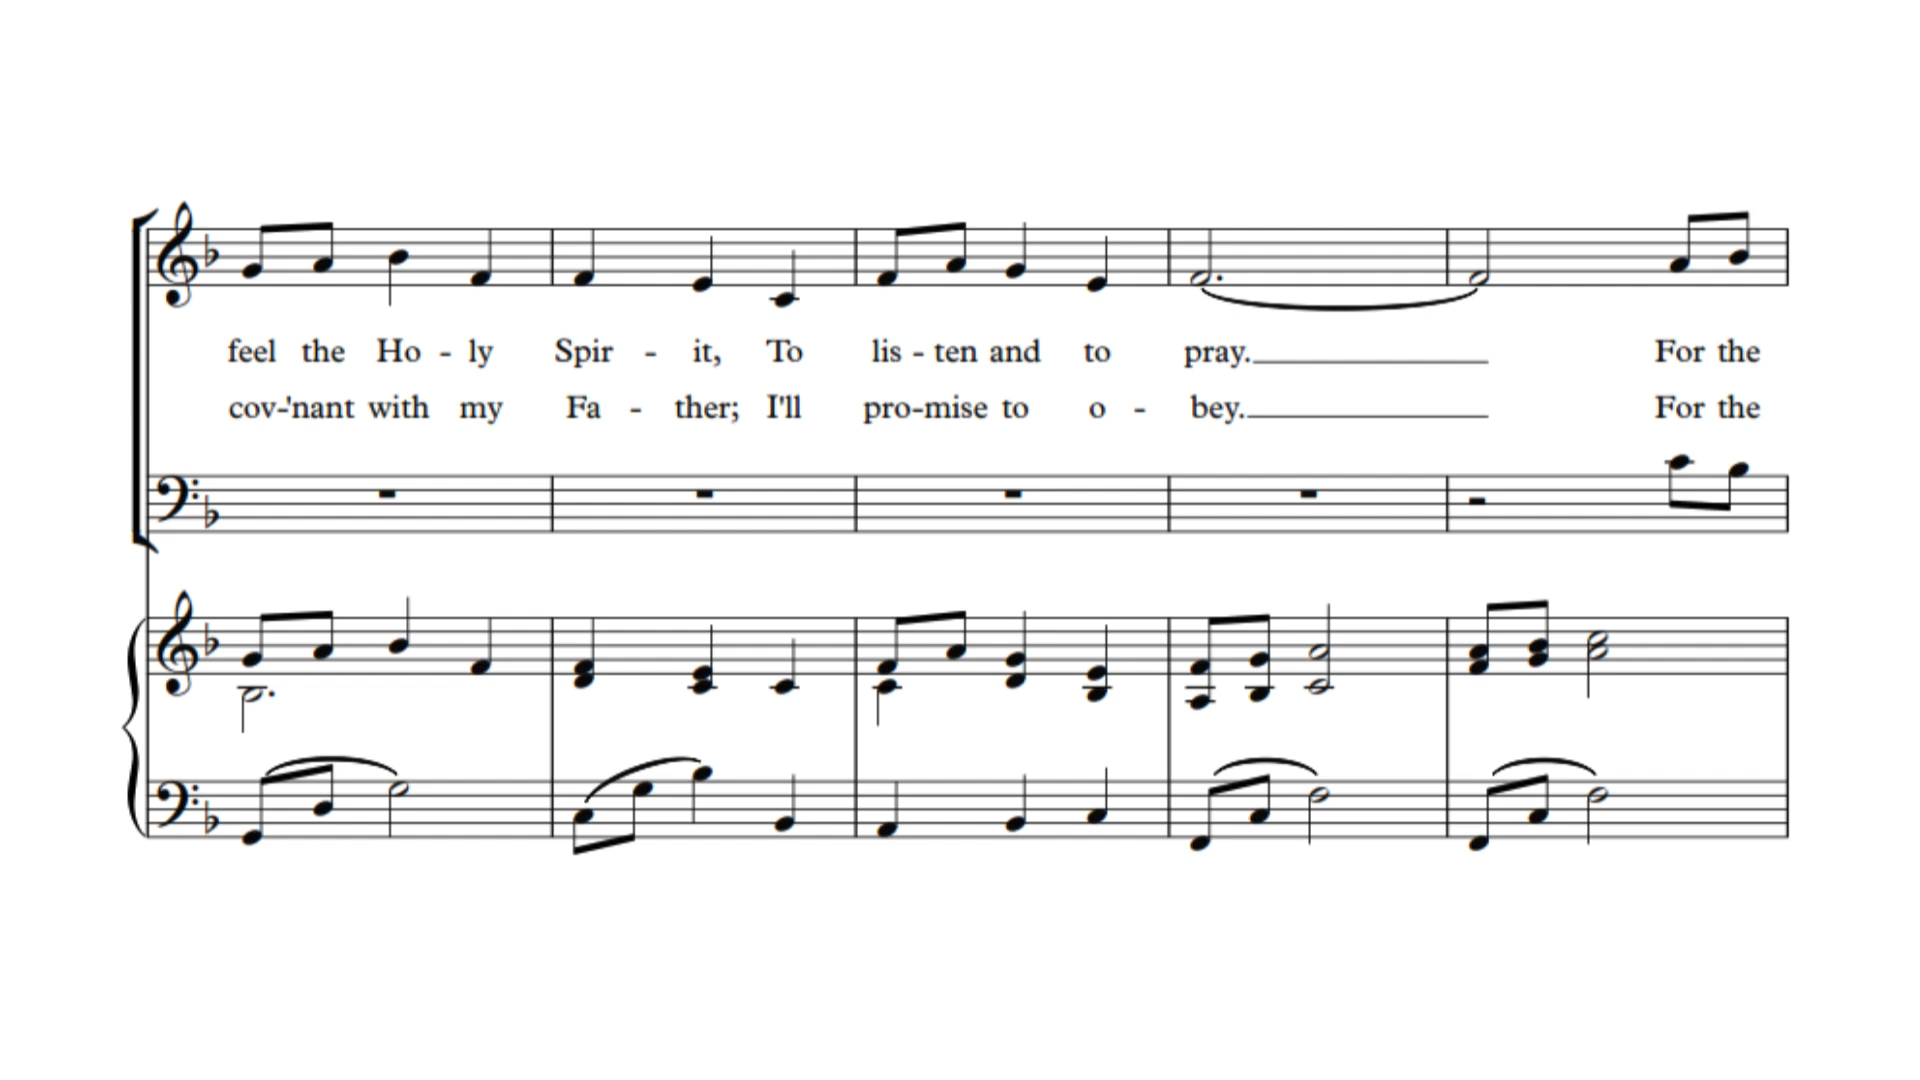 feel the Ho - ly Spir - it, To lis - ten and to pray. For the
cov-'nant with my Fa - ther; I'll pro-mise to o - bey. For the